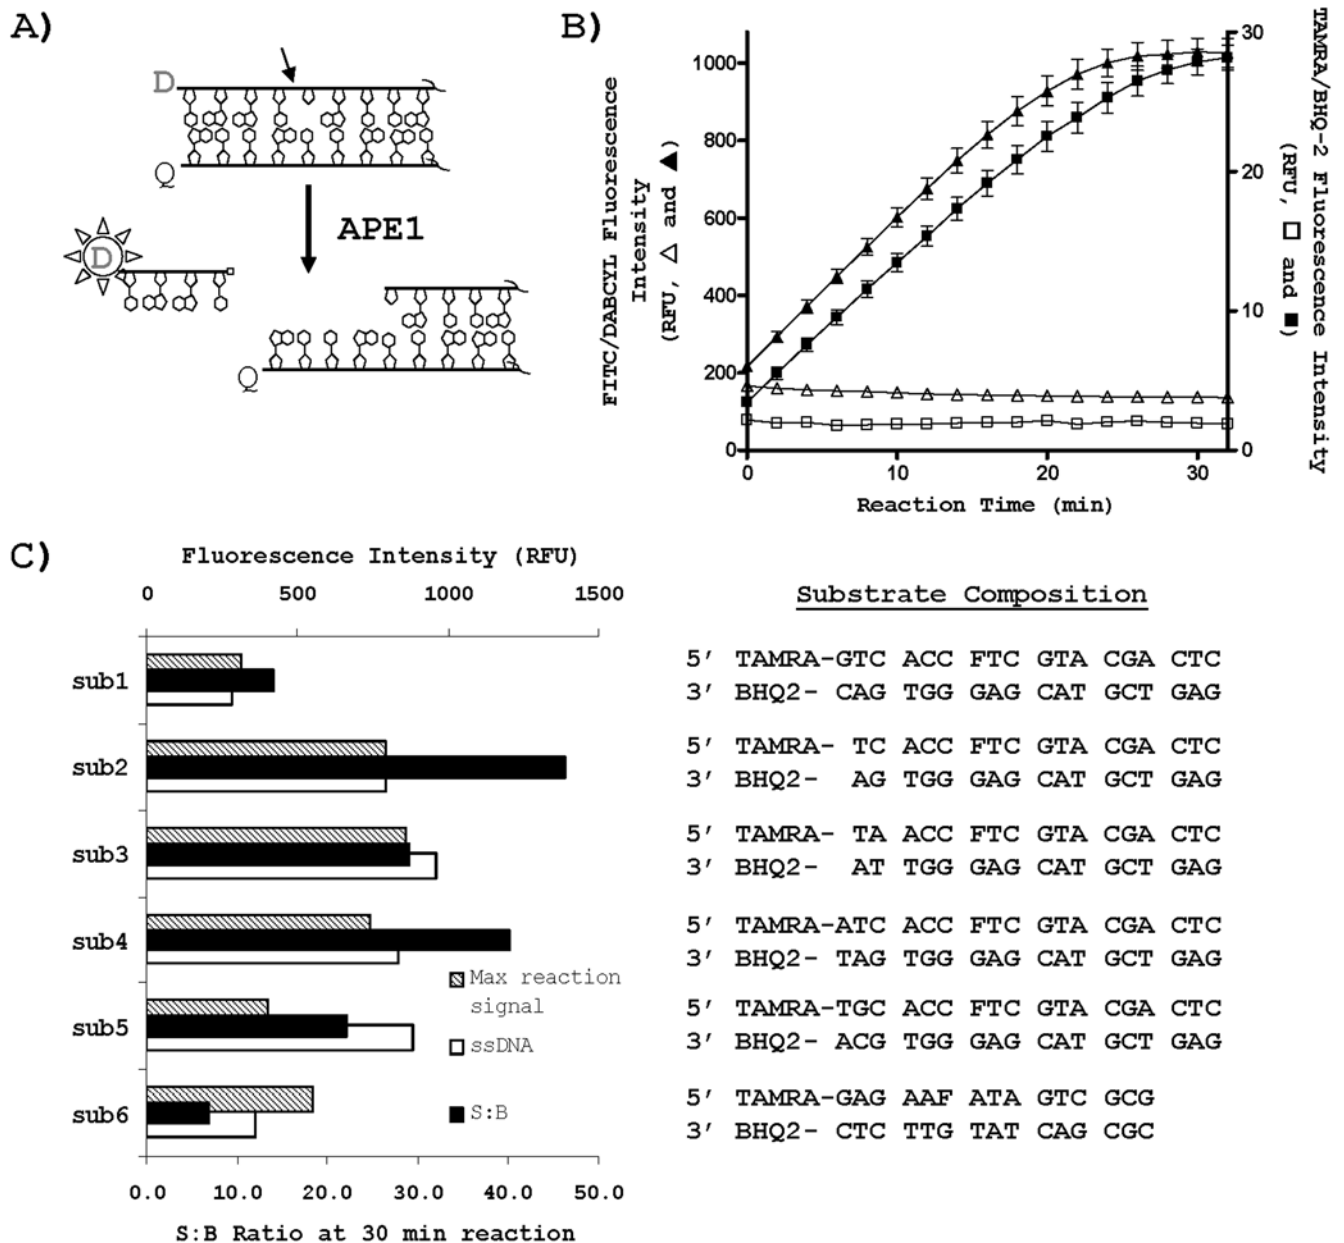 A)
D
Q
APE1
D
Q
B)
FITC/DABCYL Fluorescence
Intensity
(RFU, △ and ▲)
1000
800
600
400
200
0
30
20
10
0
TAMRA/BHQ-2 Fluorescence Intensity
(RFU, □ and ■)
0 10 20 30
Reaction Time (min)
C)
Fluorescence Intensity (RFU)
0 500 1000 1500
sub1
sub2
sub3
sub4
sub5
sub6
Max reaction
signal
ssDNA
S:B
0.0 10.0 20.0 30.0 40.0 50.0
S:B Ratio at 30 min reaction
Substrate Composition
5′ TAMRA-GTC ACC FTC GTA CGA CTC
3′ BHQ2- CAG TGG GAG CAT GCT GAG
5′ TAMRA- TC ACC FTC GTA CGA CTC
3′ BHQ2- AG TGG GAG CAT GCT GAG
5′ TAMRA- TA ACC FTC GTA CGA CTC
3′ BHQ2- AT TGG GAG CAT GCT GAG
5′ TAMRA-ATC ACC FTC GTA CGA CTC
3′ BHQ2- TAG TGG GAG CAT GCT GAG
5′ TAMRA-TGC ACC FTC GTA CGA CTC
3′ BHQ2- ACG TGG GAG CAT GCT GAG
5′ TAMRA-GAG AAF ATA GTC GCG
3′ BHQ2- CTC TTG TAT CAG CGC